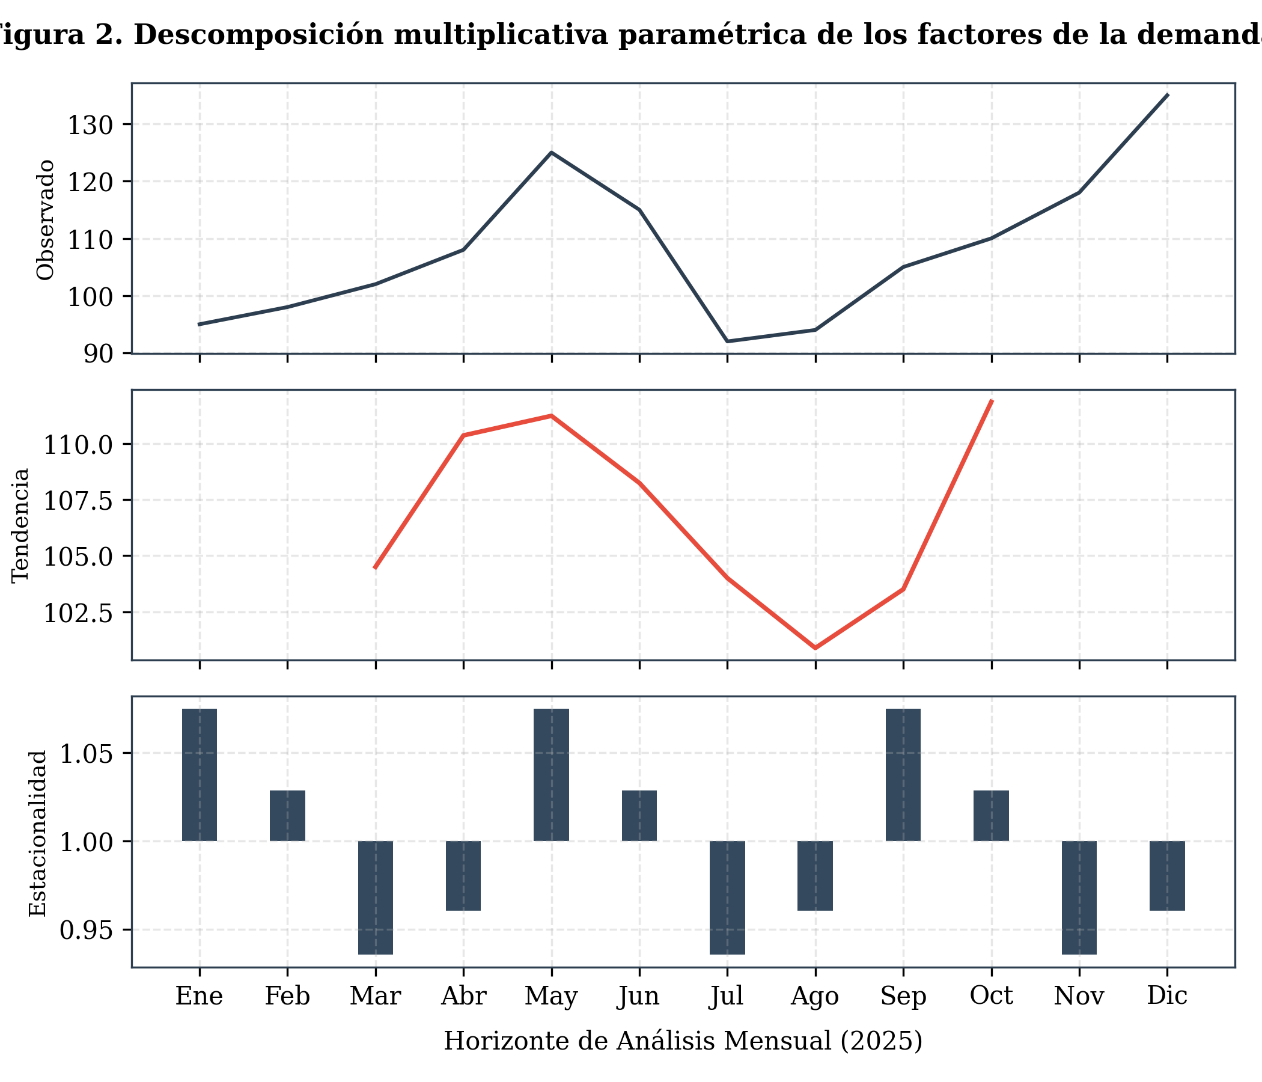 igura 2. Descomposición multiplicativa paramétrica de los factores de la demand
Observado
130
120
110
100
90
Tendencia
110.0
107.5
105.0
102.5
Estacionalidad
1.05
1.00
0.95
Ene Feb Mar Abr May Jun Jul Ago Sep Oct Nov Dic
Horizonte de Análisis Mensual (2025)